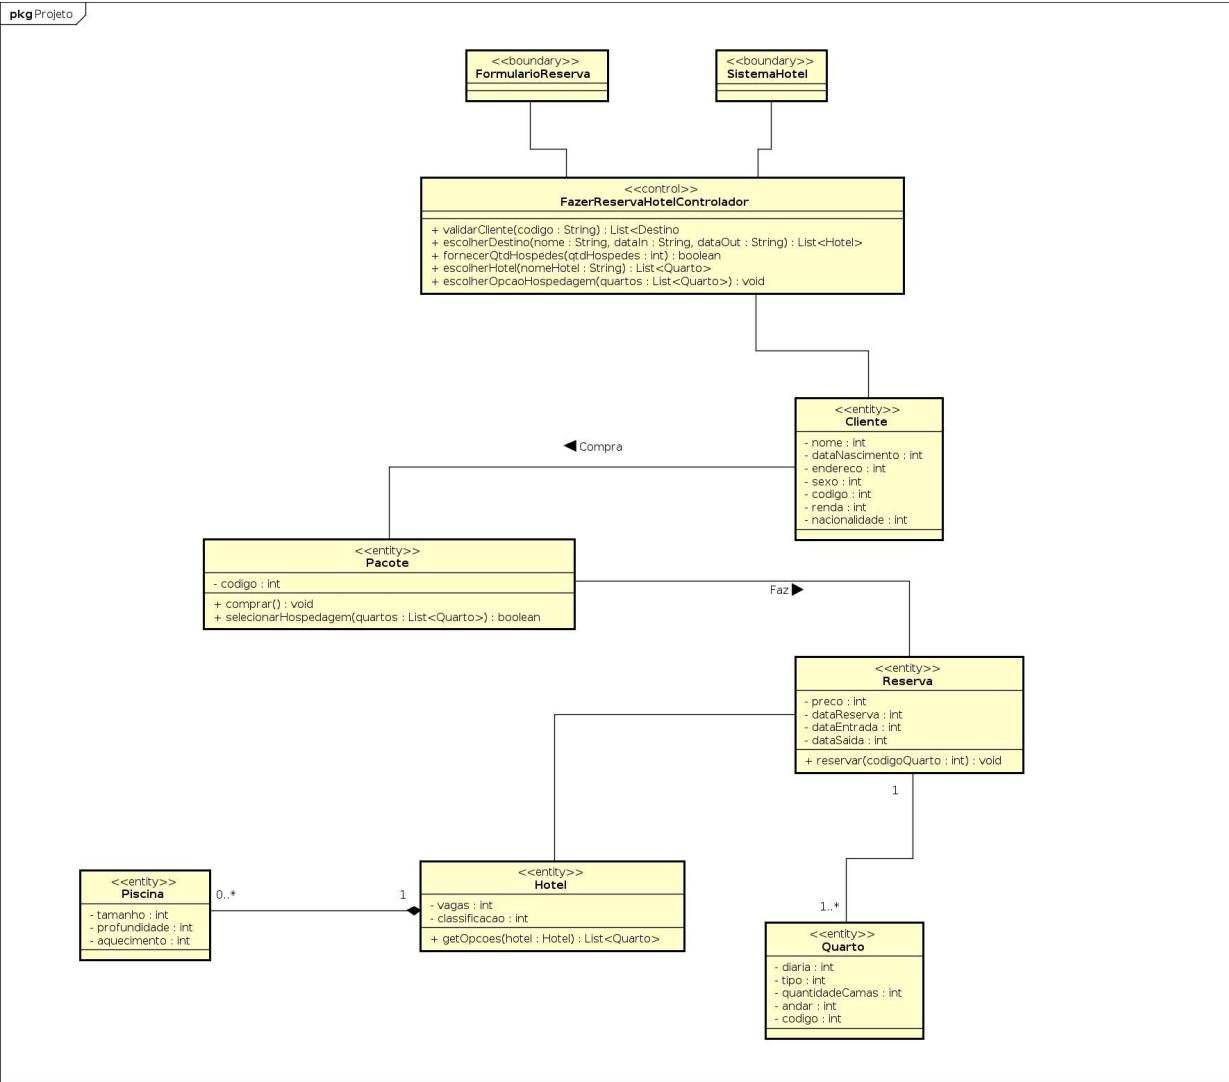 pkg Projeto
<<boundary>>
FormularioReserva
<<boundary>>
SistemaHotel
<<control>>
FazerReservaHotelControlador
+ validarCliente(codigo : String) : List<Destino
+ escolherDestino(nome : String, dataIn : String, dataOut : String) : List<Hotel>
+ fornecerQtdHospedes(qtdHospedes : int) : boolean
+ escolherHotel(nomeHotel : String) : List<Quarto>
+ escolherOpcaoHospedagem(quartos : List<Quarto>) : void
<<entity>>
Cliente
- nome : int
- dataNascimento : int
- endereco : int
- sexo : int
- codigo : int
- renda : int
- nacionalidade : int
Compra
<<entity>>
Pacote
- codigo : int
+ comprar() : void
+ selecionarHospedagem(quartos : List<Quarto>) : boolean
Faz
<<entity>>
Reserva
- preco : int
- dataReserva : int
- dataEntrada : int
- dataSaida : int
+ reservar(codigoQuarto : int) : void
1
1..*
<<entity>>
Piscina
- tamanho : int
- profundidade : int
- aquecimento : int
0..*
1
<<entity>>
Hotel
- vagas : int
- classificacao : int
+ getOpcoes(hotel : Hotel) : List<Quarto>
<<entity>>
Quarto
- diaria : int
- tipo : int
- quantidadeCamas : int
- andar : int
- codigo : int